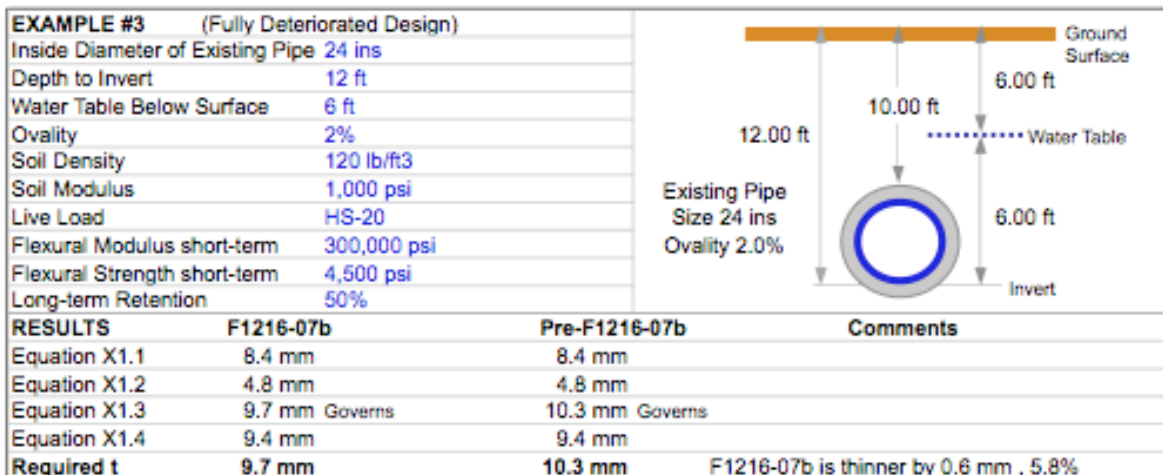 EXAMPLE #3 (Fully Deteriorated Design)
Inside Diameter of Existing Pipe 24 ins
Depth to Invert 12 ft
Water Table Below Surface 6 ft
Ovality 2%
Soil Density 120 lb/ft3
Soil Modulus 1,000 psi
Live Load HS-20
Flexural Modulus short-term 300,000 psi
Flexural Strength short-term 4,500 psi
Long-term Retention 50%
Ground
Surface
6.00 ft
10.00 ft
12.00 ft
Water Table
Existing Pipe
Size 24 ins
Ovality 2.0%
6.00 ft
Invert
RESULTS F1216-07b Pre-F1216-07b Comments
Equation X1.1 8.4 mm 8.4 mm
Equation X1.2 4.8 mm 4.8 mm
Equation X1.3 9.7 mm Governs 10.3 mm Governs
Equation X1.4 9.4 mm 9.4 mm
Required t 9.7 mm 10.3 mm F1216-07b is thinner by 0.6 mm , 5.8%